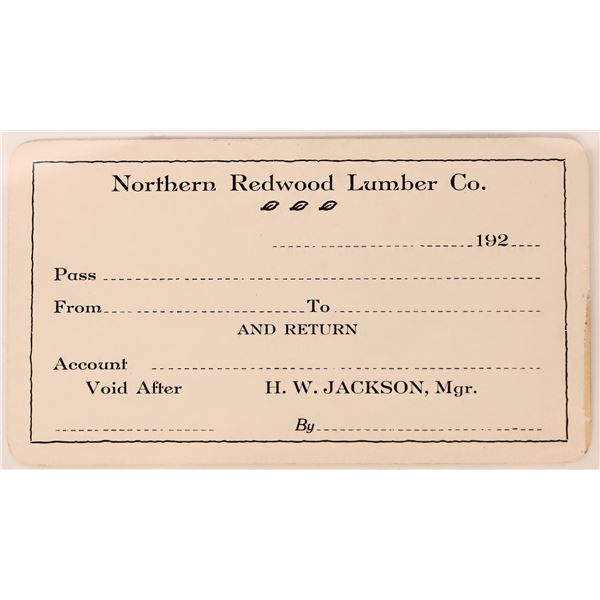 Northern Redwood Lumber Co.
192
Pass
From To
AND RETURN
Account
Void After H. W. JACKSON, Mgr.
By